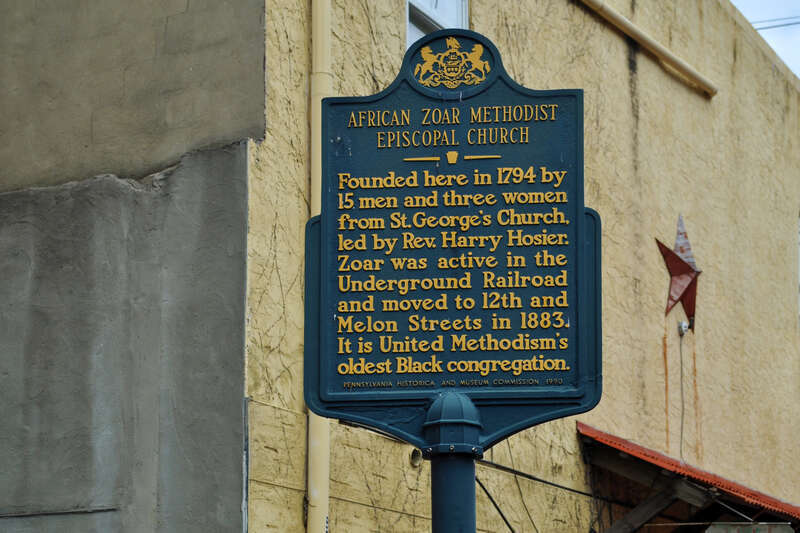 AFRICAN ZOAR METHODIST
EPISCOPAL CHURCH
Founded here in 1794 by
15 men and three women
from St. George's Church,
led by Rev. Harry Hosier.
Zoar was active in the
Underground Railroad
and moved to 12th and
Melon Streets in 1883.
It is United Methodism's
oldest Black congregation.
PENNSYLVANIA HISTORICA AND MUSEUM COMMISSION 1990